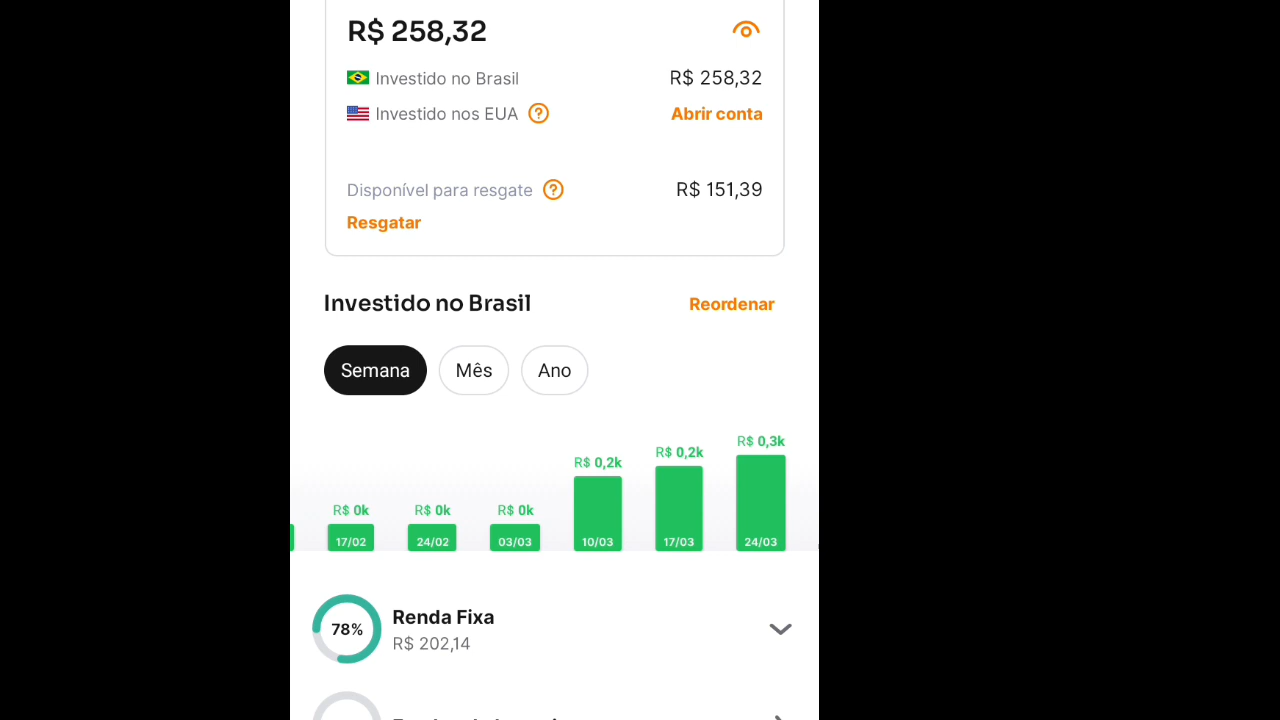 R$ 258,32
Investido no Brasil R$ 258,32
Investido nos EUA ? Abrir conta
Disponível para resgate ? R$ 151,39
Resgatar
Investido no Brasil Reordenar
Semana Mês Ano
R$ 0k R$ 0k R$ 0k R$ 0,2k R$ 0,2k R$ 0,3k
17/02 24/02 03/03 10/03 17/03 24/03
78% Renda Fixa
R$ 202,14